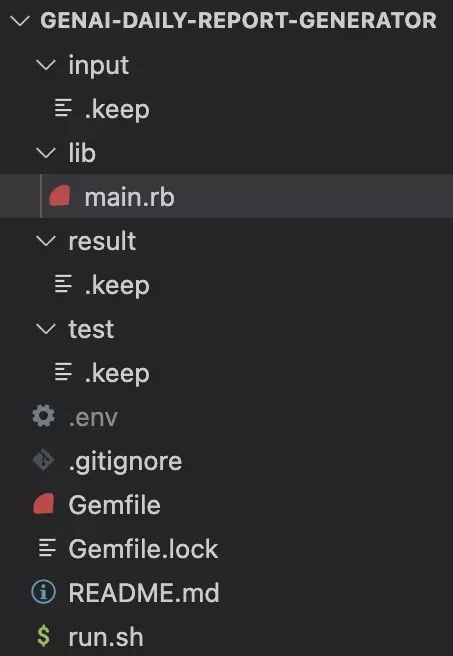 GENAI-DAILY-REPORT-GENERATOR
input
.keep
lib
main.rb
result
.keep
test
.keep
.env
.gitignore
Gemfile
Gemfile.lock
README.md
$ run.sh